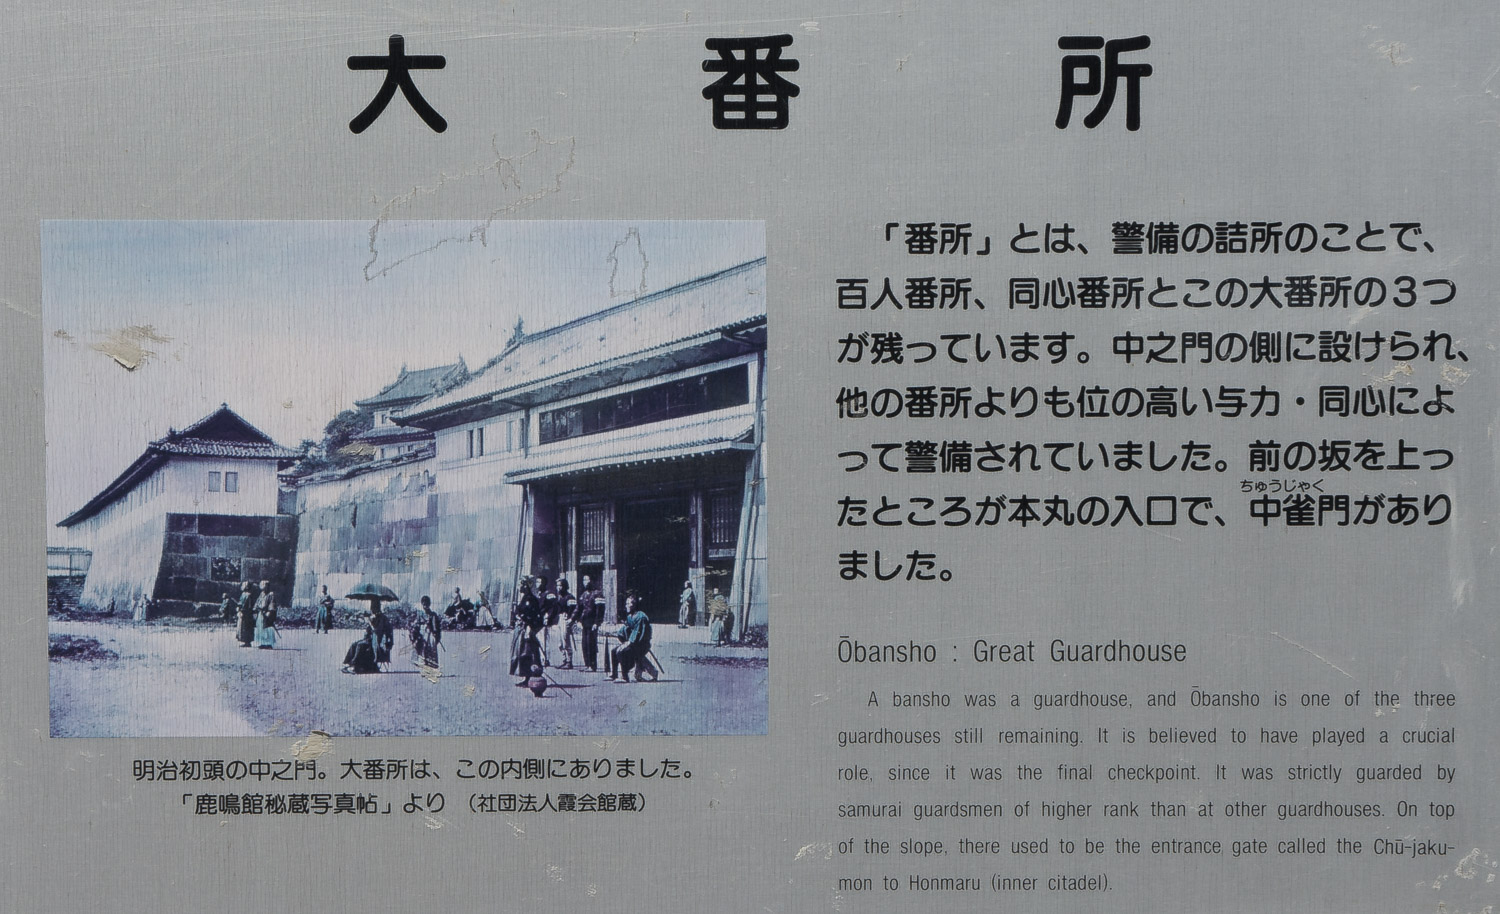 大番所
「番所」とは、警備の詰所のことで、
百人番所、同心番所とこの大番所の３つ
が残っています。中之門の側に設けられ、
他の番所よりも位の高い与力・同心によ
って警備されていました。前の坂を上っ
ちゅうじゃく
たところが本丸の入口で、中雀門があり
ました。
Ōbansho : Great Guardhouse
A bansho was a guardhouse, and Ōbansho is one of the three
guardhouses still remaining. It is believed to have played a crucial
role, since it was the final checkpoint. It was strictly guarded by
samurai guardsmen of higher rank than at other guardhouses. On top
of the slope, there used to be the entrance gate called the Chū-jaku-
mon to Honmaru (inner citadel).
明治初頭の中之門。大番所は、この内側にありました。
「鹿鳴館秘蔵写真帖」より （社団法人霞会館蔵）